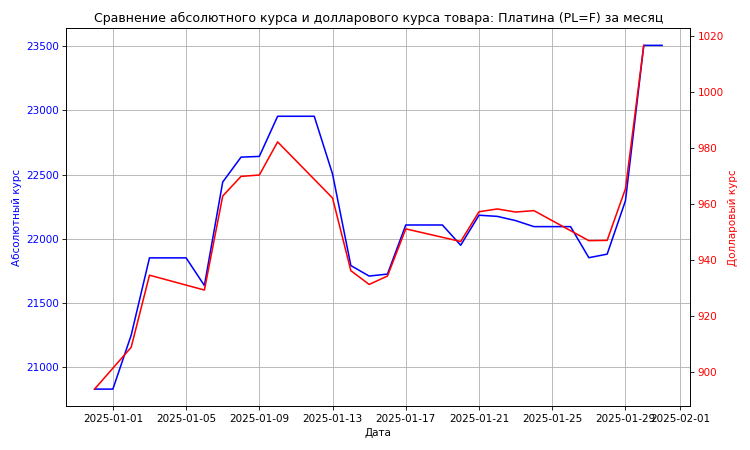 Сравнение абсолютного курса и долларового курса товара: Платина (PL=F) за месяц
Абсолютный курс
23500
23000
22500
22000
21500
21000
1020
1000
980
960
940
920
900
Долларовый курс
2025-01-01 2025-01-05 2025-01-09 2025-01-13 2025-01-17 2025-01-21 2025-01-25 2025-01-29 2025-02-01
Дата